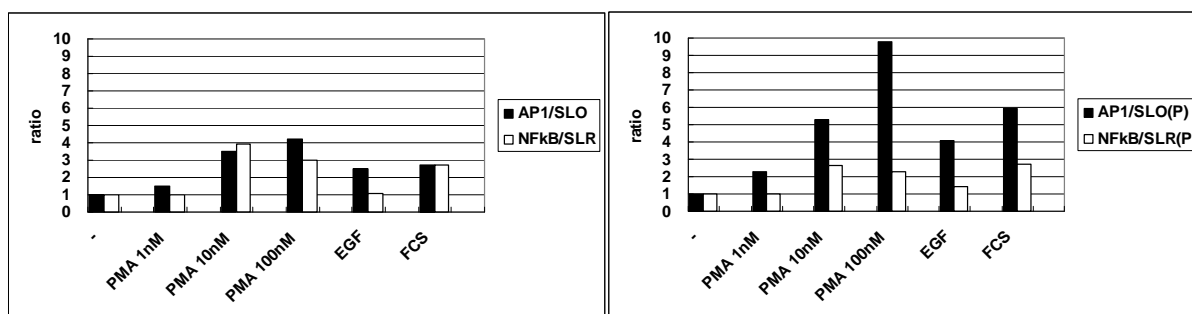 10
9
8
7
6
5
4
3
2
1
0
ratio
-
PMA 1nM
PMA 10nM
PMA 100nM
EGF
FCS
AP1/SLO
NFkB/SLR
10
9
8
7
6
5
4
3
2
1
0
ratio
-
PMA 1nM
PMA 10nM
PMA 100nM
EGF
FCS
AP1/SLO(P)
NFkB/SLR(P